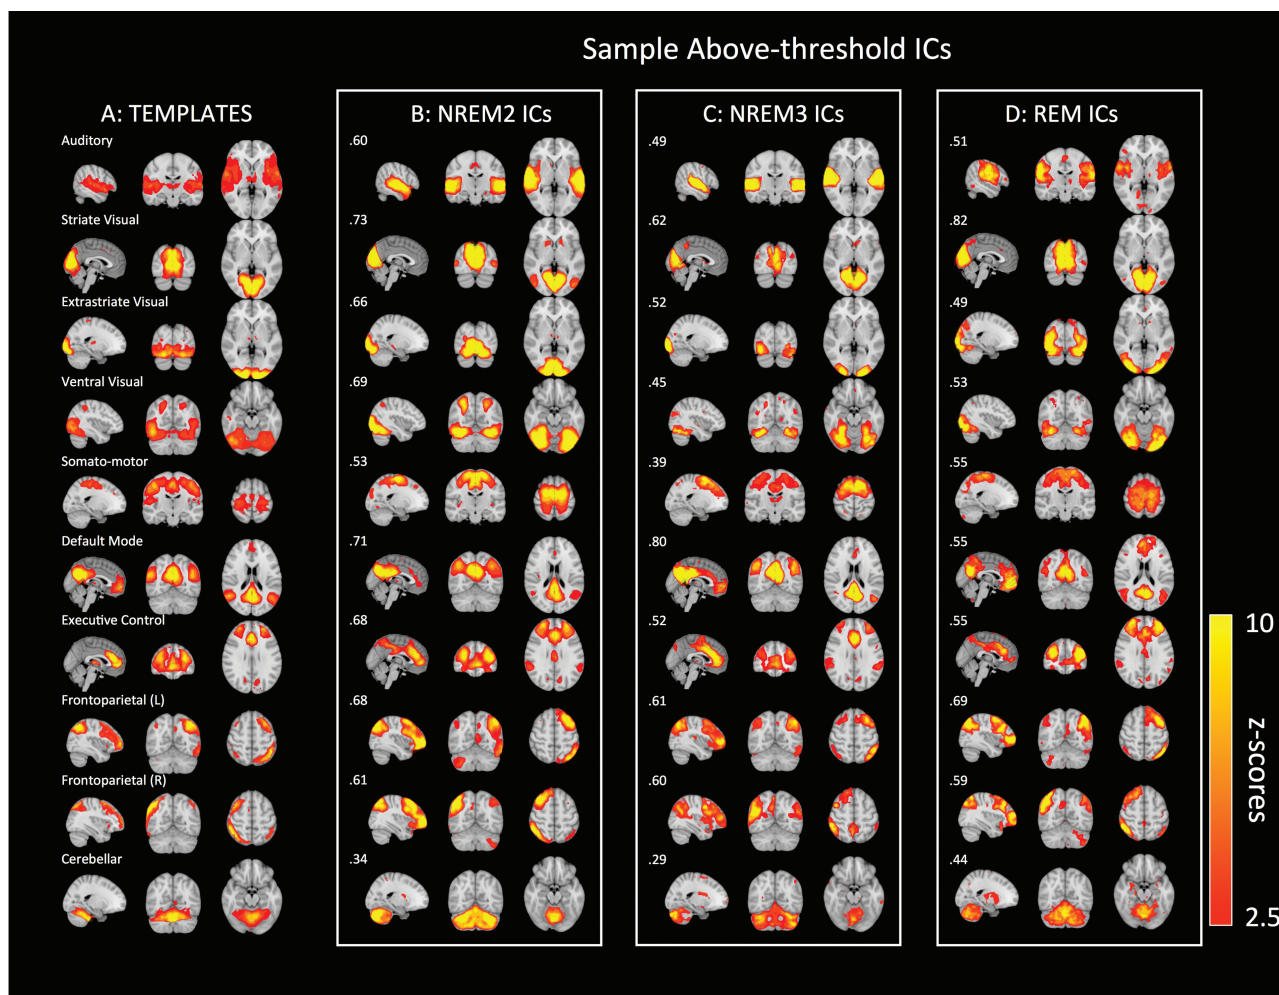 Sample Above-threshold ICs
A: TEMPLATES
B: NREM2 ICs
C: NREM3 ICs
D: REM ICs
Auditory
.60
.49
.51
Striate Visual
.73
.62
.82
Extrastriate Visual
.66
.52
.49
Ventral Visual
.69
.45
.53
Somato-motor
.53
.39
.55
Default Mode
.71
.80
.55
Executive Control
.68
.52
.55
Frontoparietal (L)
.68
.61
.69
Frontoparietal (R)
.61
.60
.59
Cerebellar
.34
.29
.44
10
z-scores
2.5